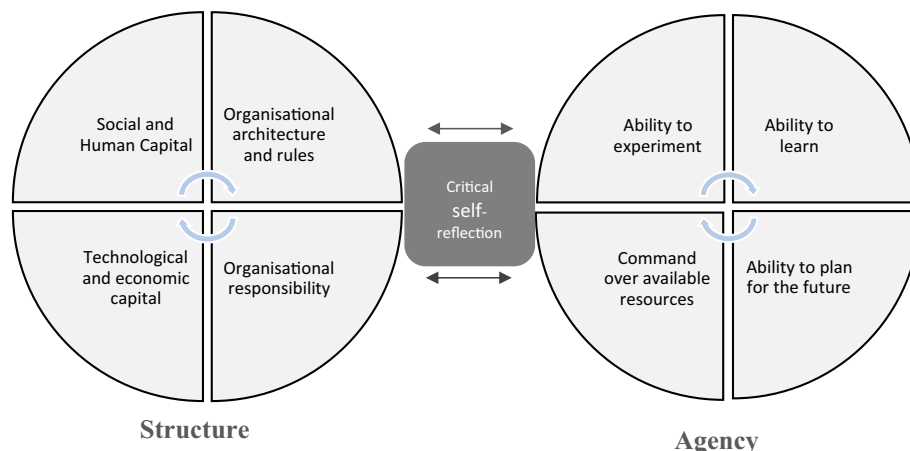 Social and
Human Capital
Organisational
architecture
and rules
Technological
and economic
capital
Organisational
responsibility
Structure
Critical
self-
reflection
Ability to
experiment
Ability to
learn
Command
over available
resources
Ability to plan
for the future
Agency